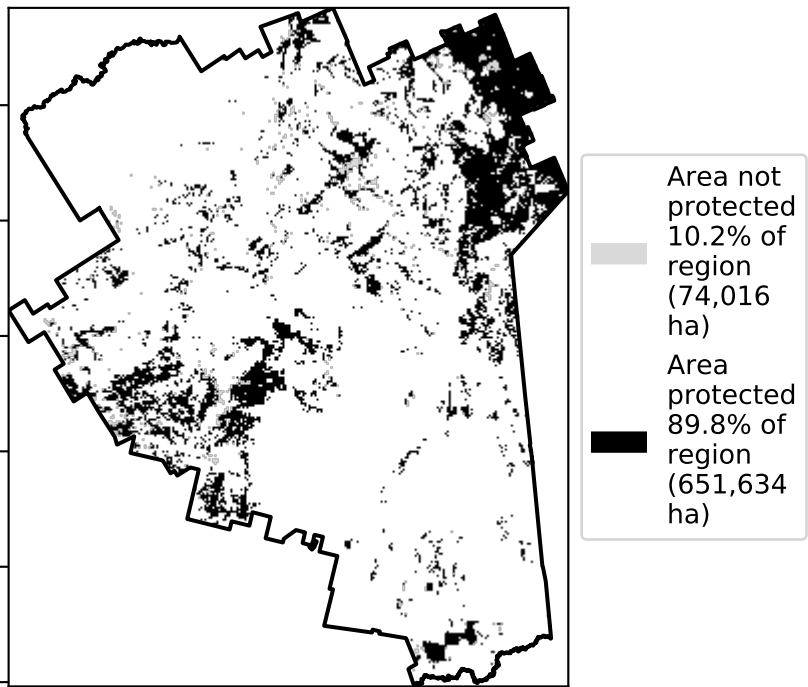 Area not
protected
10.2% of
region
(74,016
ha)
Area
protected
89.8% of
region
(651,634
ha)